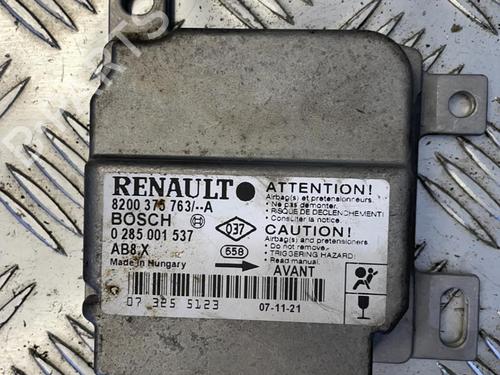 RENAULT
8200 375 763/--A
BOSCH
0 285 001 537
AB8.X
Made in Hungary
037
558
AVANT
ATTENTION!
Airbag(s) et pretensionneurs.
Ne pas demonter.
RISQUE DE DECLENCHEMENT!
Consulter la notice.
CAUTION!
Airbag(s) and pretensioners
Do not remove.
TRIGGERING HAZARD!
Read manual.
07 325 5123
07-11-21